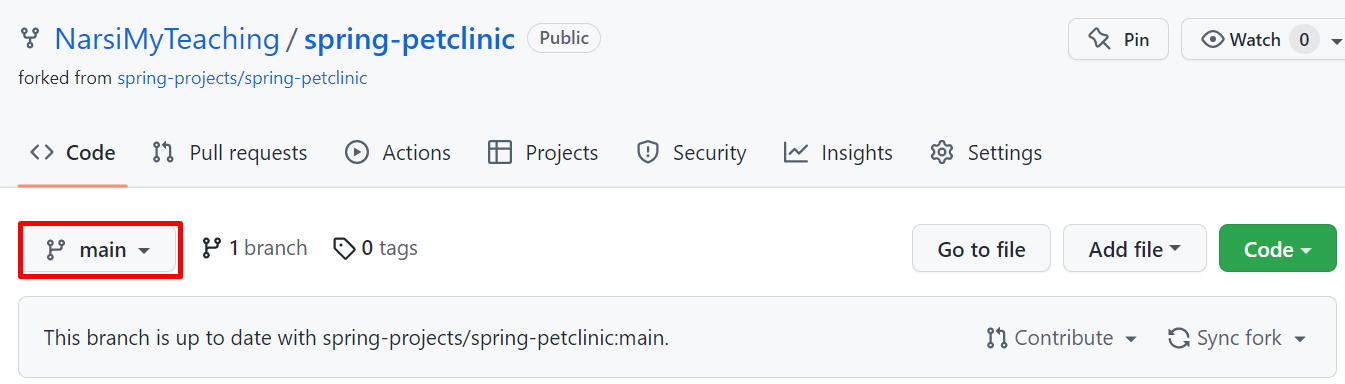 NarsiMyTeaching / spring-petclinic Public Pin Watch 0
forked from spring-projects/spring-petclinic
Code Pull requests Actions Projects Security Insights Settings
main 1 branch 0 tags Go to file Add file Code
This branch is up to date with spring-projects/spring-petclinic:main. Contribute Sync fork